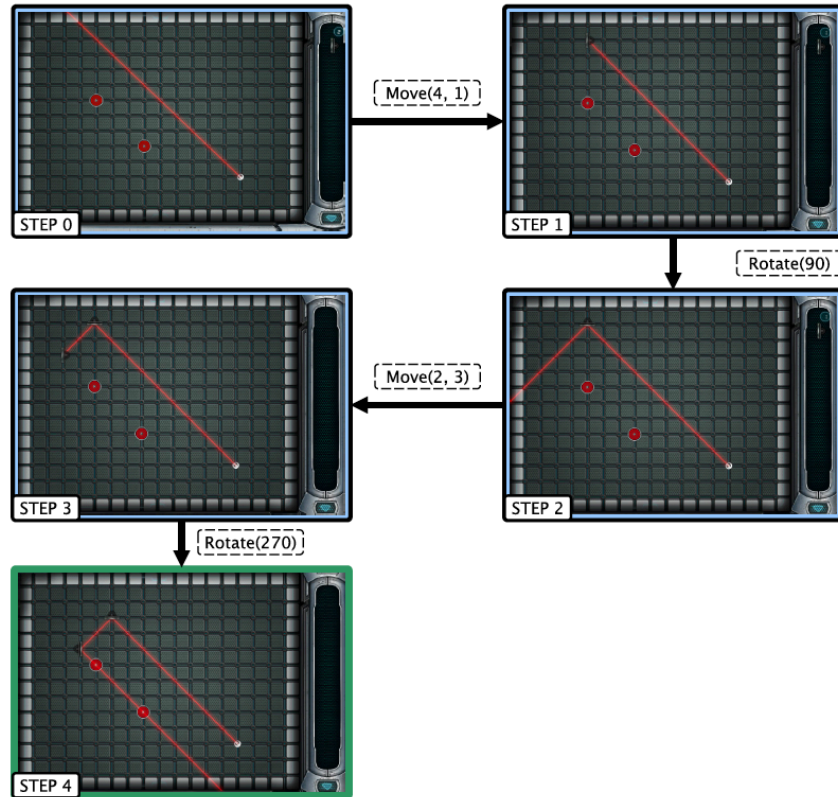 STEP 0
Move(4, 1)
STEP 1
Rotate(90)
STEP 2
Move(2, 3)
STEP 3
Rotate(270)
STEP 4